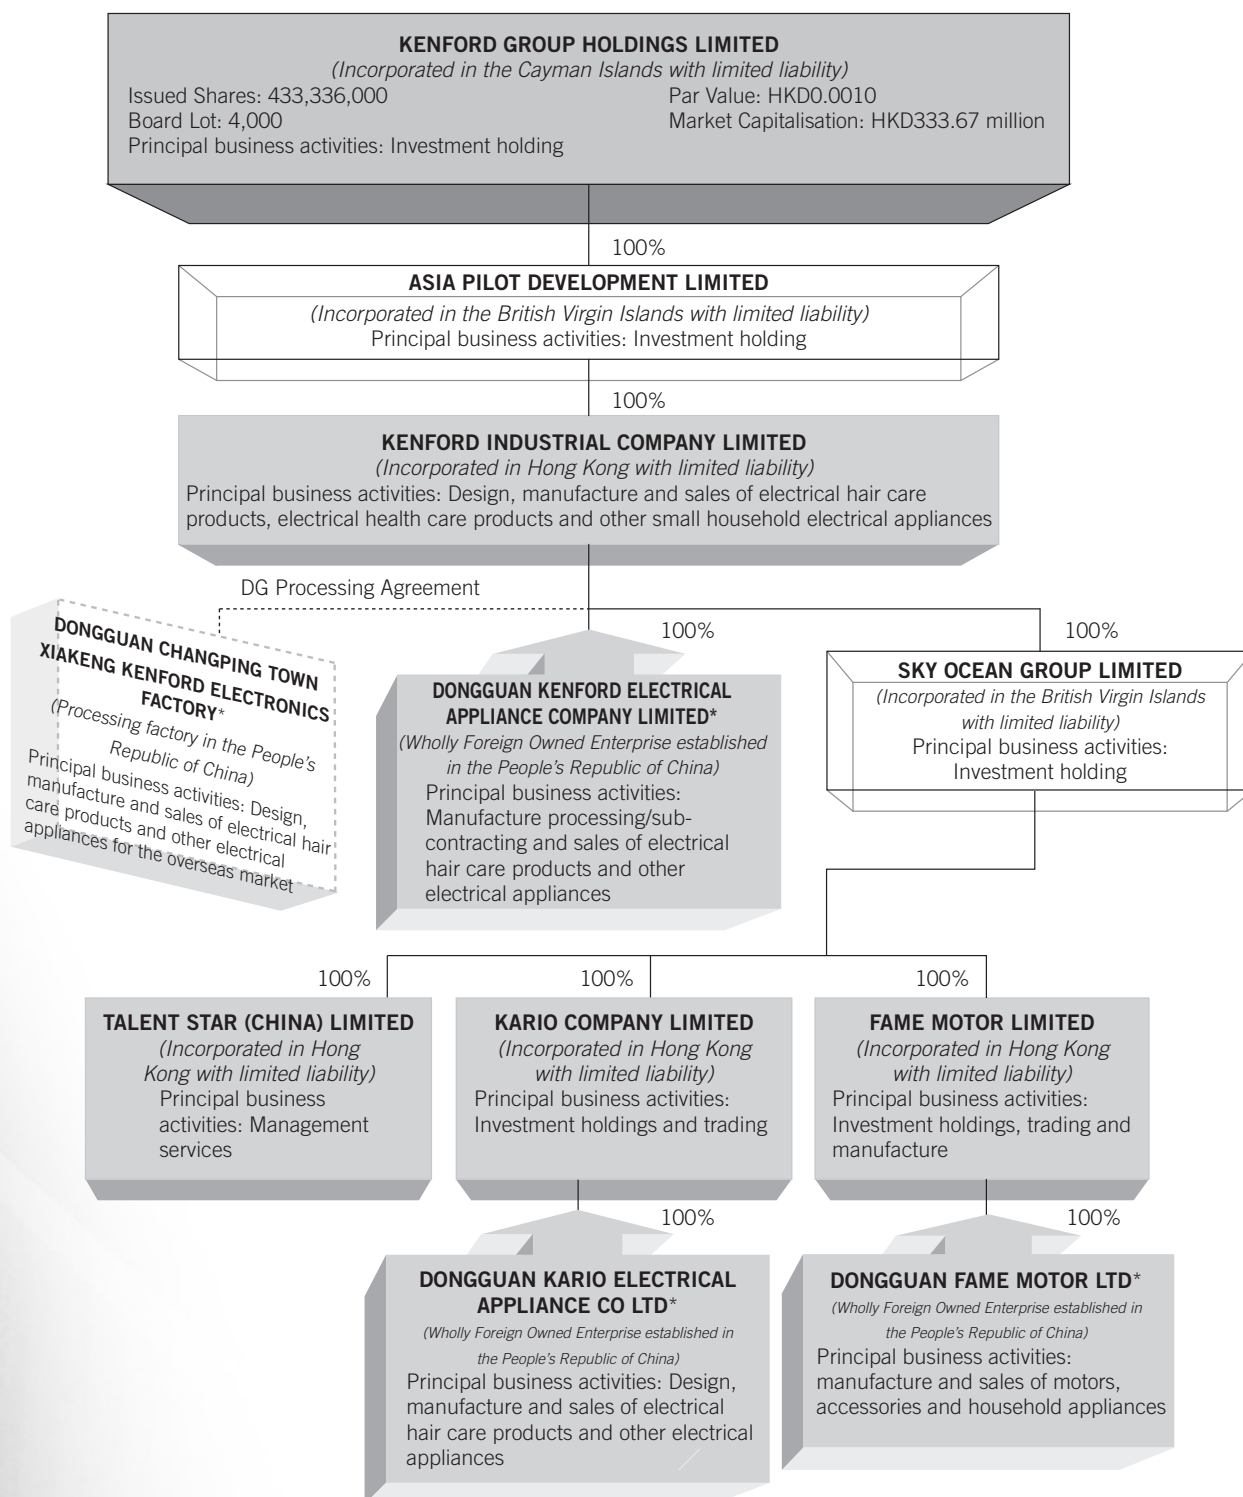 KENFORD GROUP HOLDINGS LIMITED
(Incorporated in the Cayman Islands with limited liability)
Issued Shares: 433,336,000
Par Value: HKD0.0010
Board Lot: 4,000
Market Capitalisation: HKD333.67 million
Principal business activities: Investment holding
100%
ASIA PILOT DEVELOPMENT LIMITED
(Incorporated in the British Virgin Islands with limited liability)
Principal business activities: Investment holding
100%
KENFORD INDUSTRIAL COMPANY LIMITED
(Incorporated in Hong Kong with limited liability)
Principal business activities: Design, manufacture and sales of electrical hair care
products, electrical health care products and other small household electrical appliances
DG Processing Agreement
DONGGUAN CHANGPING TOWN
XIAKENG KENFORD ELECTRONICS
FACTORY*
(Processing factory in the People's
Republic of China)
Principal business activities: Design,
manufacture and sales of electrical hair
care products and other electrical
appliances for the overseas market
100%
DONGGUAN KENFORD ELECTRICAL
APPLIANCE COMPANY LIMITED*
(Wholly Foreign Owned Enterprise established
in the People's Republic of China)
Principal business activities:
Manufacture processing/sub-
contracting and sales of electrical
hair care products and other
electrical appliances
100%
SKY OCEAN GROUP LIMITED
(Incorporated in the British Virgin Islands
with limited liability)
Principal business activities:
Investment holding
100%
TALENT STAR (CHINA) LIMITED
(Incorporated in Hong
Kong with limited liability)
Principal business
activities: Management
services
100%
KARIO COMPANY LIMITED
(Incorporated in Hong Kong
with limited liability)
Principal business activities:
Investment holdings and trading
100%
FAME MOTOR LIMITED
(Incorporated in Hong Kong
with limited liability)
Principal business activities:
Investment holdings, trading and
manufacture
100%
DONGGUAN KARIO ELECTRICAL
APPLIANCE CO LTD*
(Wholly Foreign Owned Enterprise established in
the People's Republic of China)
Principal business activities: Design,
manufacture and sales of electrical
hair care products and other electrical
appliances
100%
DONGGUAN FAME MOTOR LTD*
(Wholly Foreign Owned Enterprise established in
the People's Republic of China)
Principal business activities:
manufacture and sales of motors,
accessories and household appliances